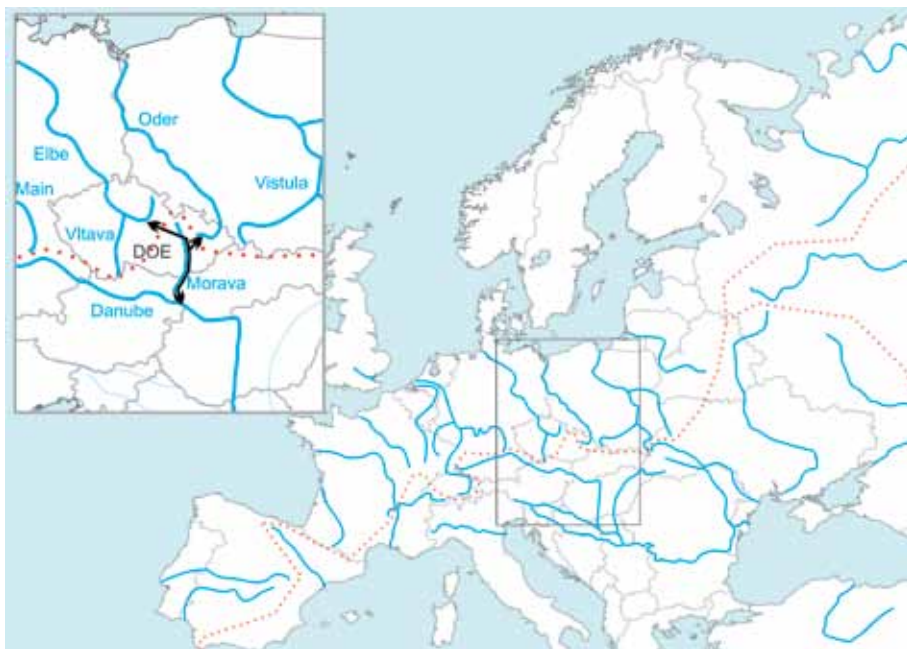 Oder
Elbe
Main
Vistula
Vltava
DOE
Morava
Danube